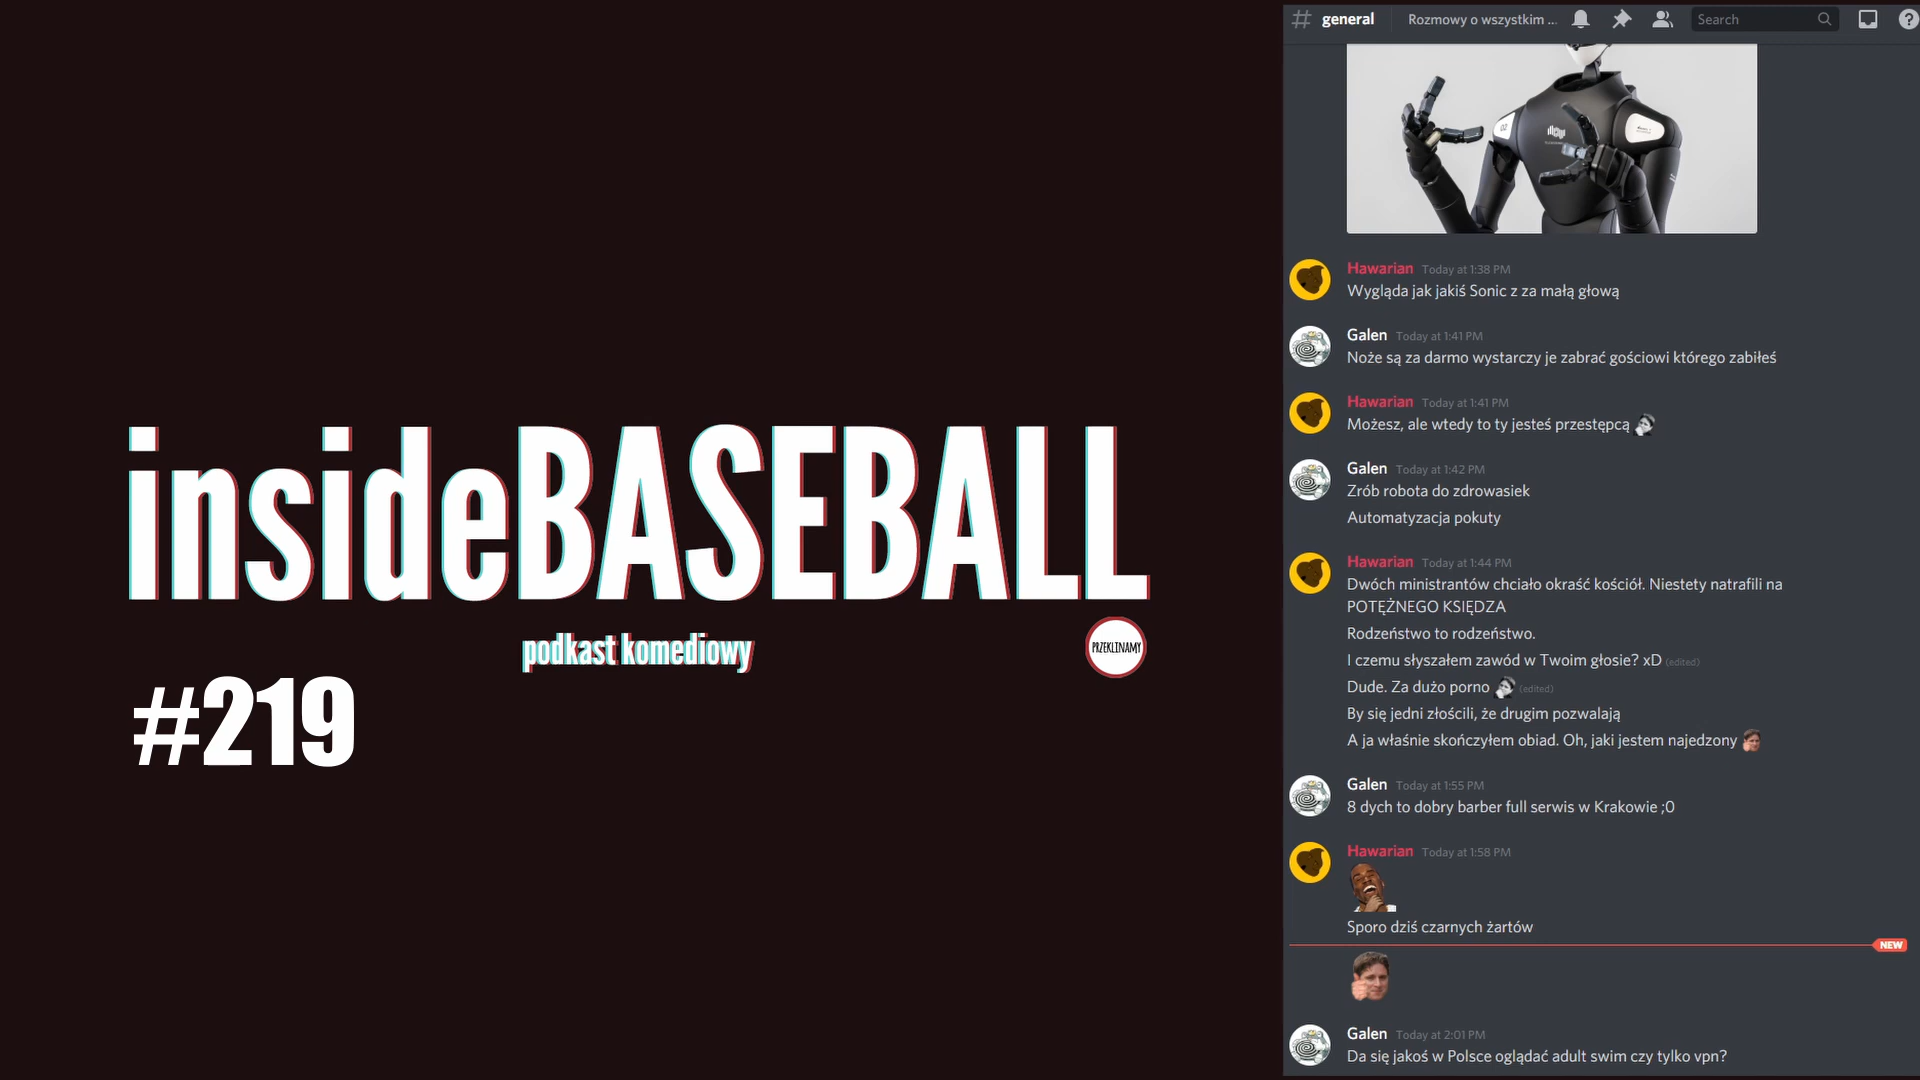 insideBASEBALL
podkast komediowy
PRZEKLINAMY
#219
# general
Rozmowy o wszystkim ...
Search
Hawarian Today at 1:38 PM
Wygląda jak jakiś Sonic z za małą głową
Galen Today at 1:41 PM
Noże są za darmo wystarczy je zabrać gościowi którego zabiłeś
Hawarian Today at 1:41 PM
Możesz, ale wtedy to ty jesteś przestępcą
Galen Today at 1:42 PM
Zrób robota do zdrowasiek
Automatyzacja pokuty
Hawarian Today at 1:44 PM
Dwóch ministrantów chciało okraść kościół. Niestety natrafili na
POTĘŻNEGO KSIĘDZA
Rodzeństwo to rodzeństwo.
I czemu słyszałem zawód w Twoim głosie? xD (edited)
Dude. Za dużo porno (edited)
By się jedni złościli, że drugim pozwalają
A ja właśnie skończyłem obiad. Oh, jaki jestem najedzony
Galen Today at 1:55 PM
8 dych to dobry barber full serwis w Krakowie ;0
Hawarian Today at 1:58 PM
Sporo dziś czarnych żartów
NEW
Galen Today at 2:01 PM
Da się jakoś w Polsce oglądać adult swim czy tylko vpn?